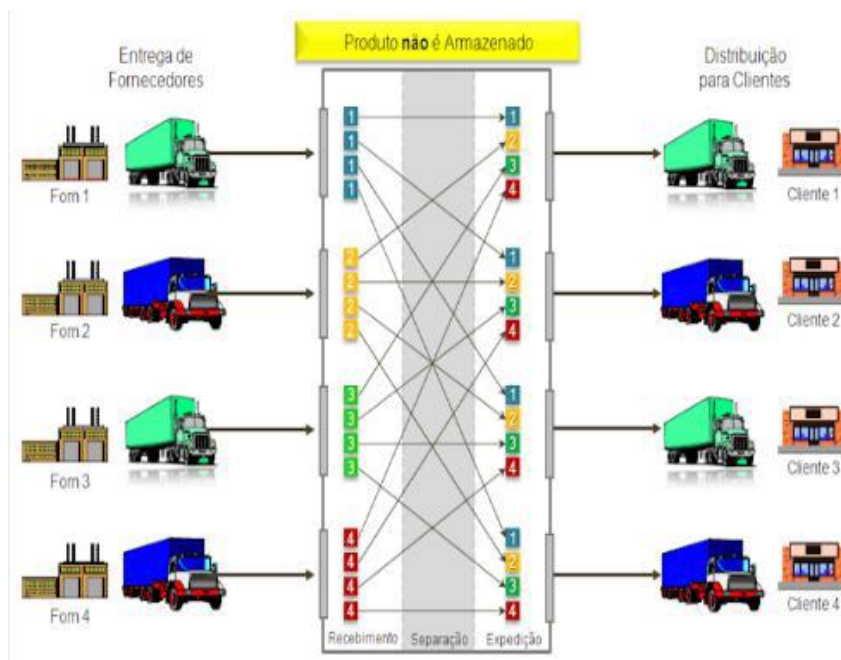 Produto não é Armazenado
Entrega de
Fornecedores
Distribuição
para Clientes
1
1
1
1
1
2
3
4
Forn 1
Cliente 1
2
2
2
2
1
2
3
4
Forn 2
Cliente 2
3
3
3
3
1
2
3
4
Forn 3
Cliente 3
4
4
4
4
1
2
3
4
Forn 4
Cliente 4
Recebimento
Separação
Expedição